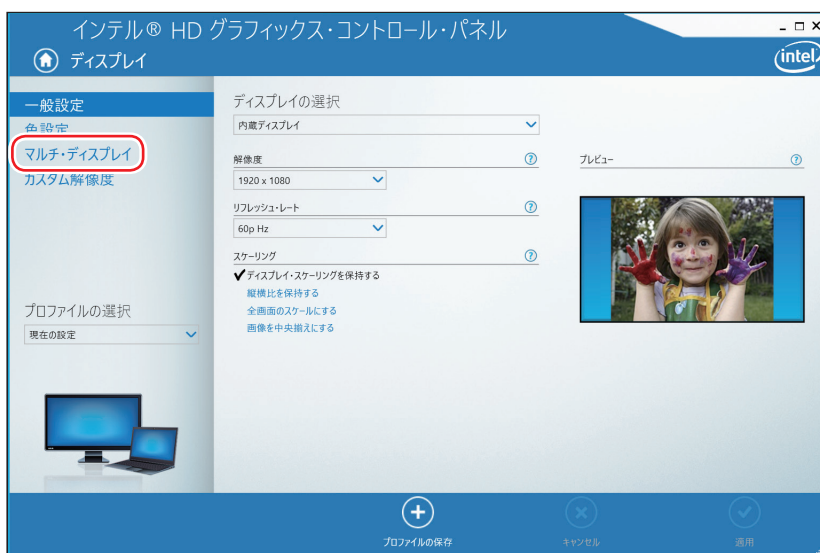 インテル® HD グラフィックス・コントロール・パネル
ディスプレイ
intel
一般設定
色設定
マルチ・ディスプレイ
カスタム解像度
プロファイルの選択
現在の設定
ディスプレイの選択
内蔵ディスプレイ
解像度
1920 x 1080
リフレッシュ・レート
60p Hz
スケーリング
✔ディスプレイ・スケーリングを保持する
縦横比を保持する
全画面のスケールにする
画像を中央揃えにする
プレビュー
プロファイルの保存
キャンセル
適用